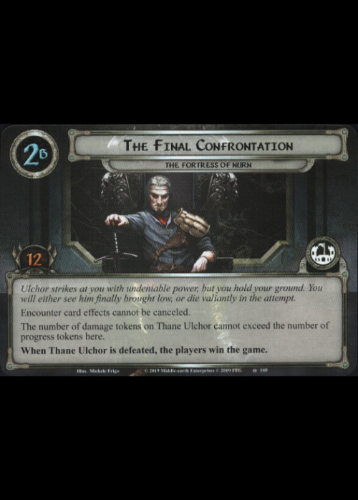 2B
THE FINAL CONFRONTATION
THE FORTRESS OF NURN
12
Ulchor strikes at you with undeniable power, but you hold your ground. You
will either see him finally brought low, or die valiantly in the attempt.
Encounter card effects cannot be canceled.
The number of damage tokens on Thane Ulchor cannot exceed the number of
progress tokens here.
When Thane Ulchor is defeated, the players win the game.